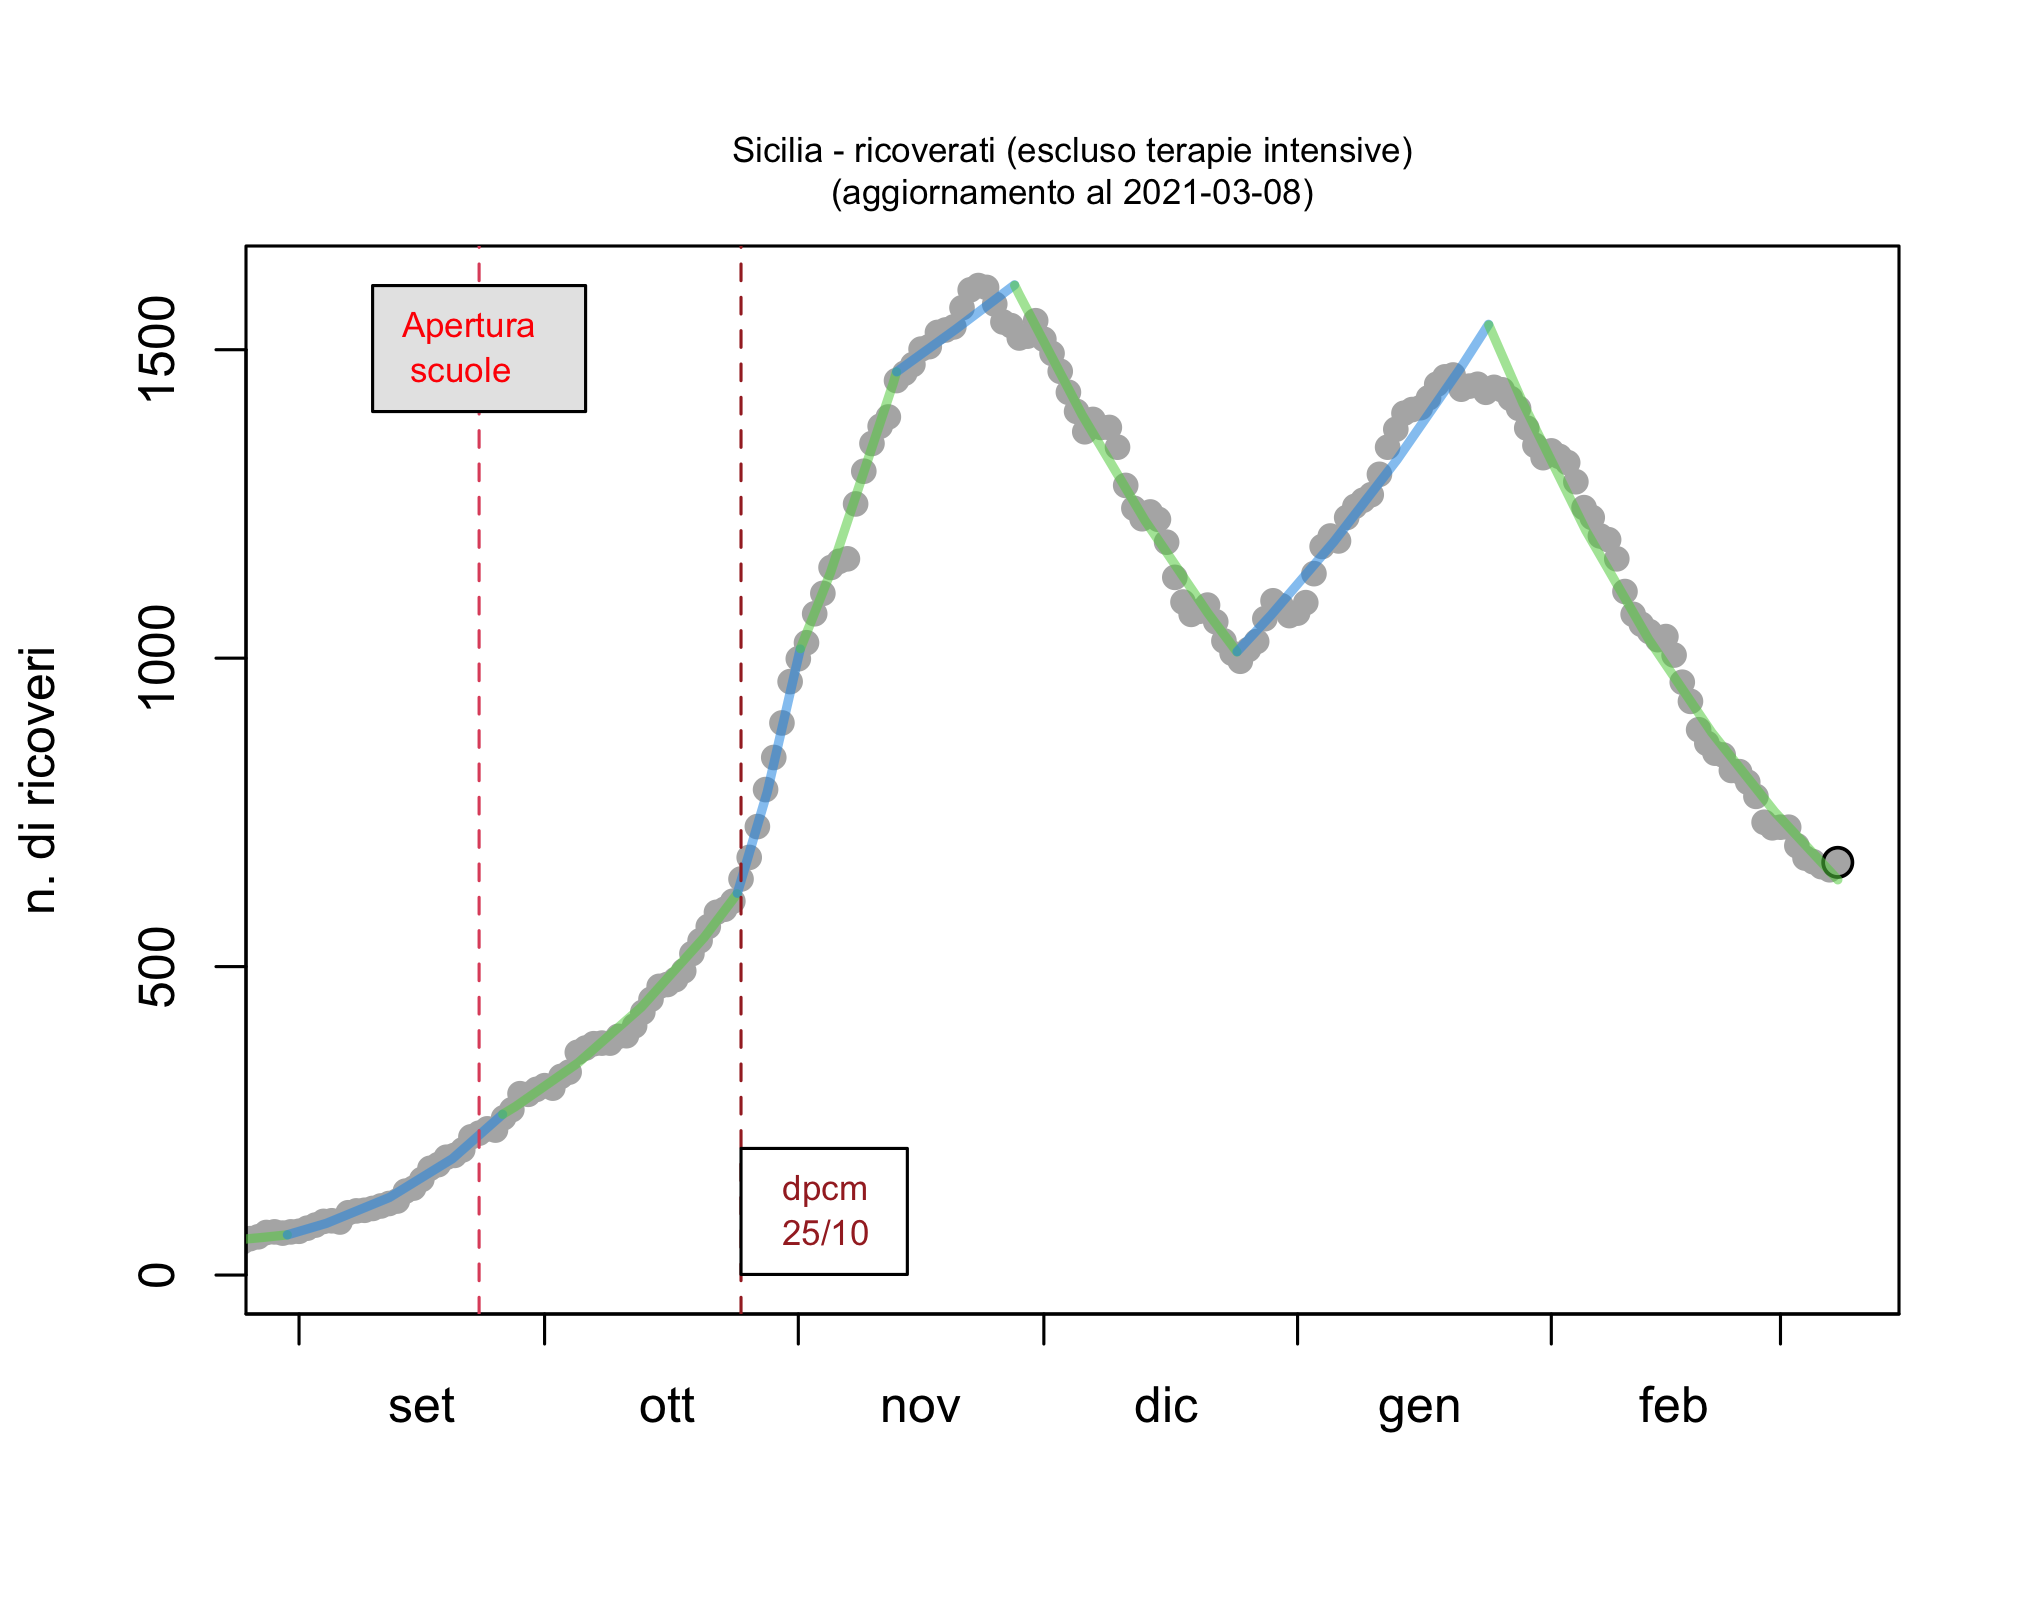 Sicilia - ricoverati (escluso terapie intensive)
(aggiornamento al 2021-03-08)
Apertura
scuole
dpcm
25/10
n. di ricoveri
1500
1000
500
0
set ott nov dic gen feb